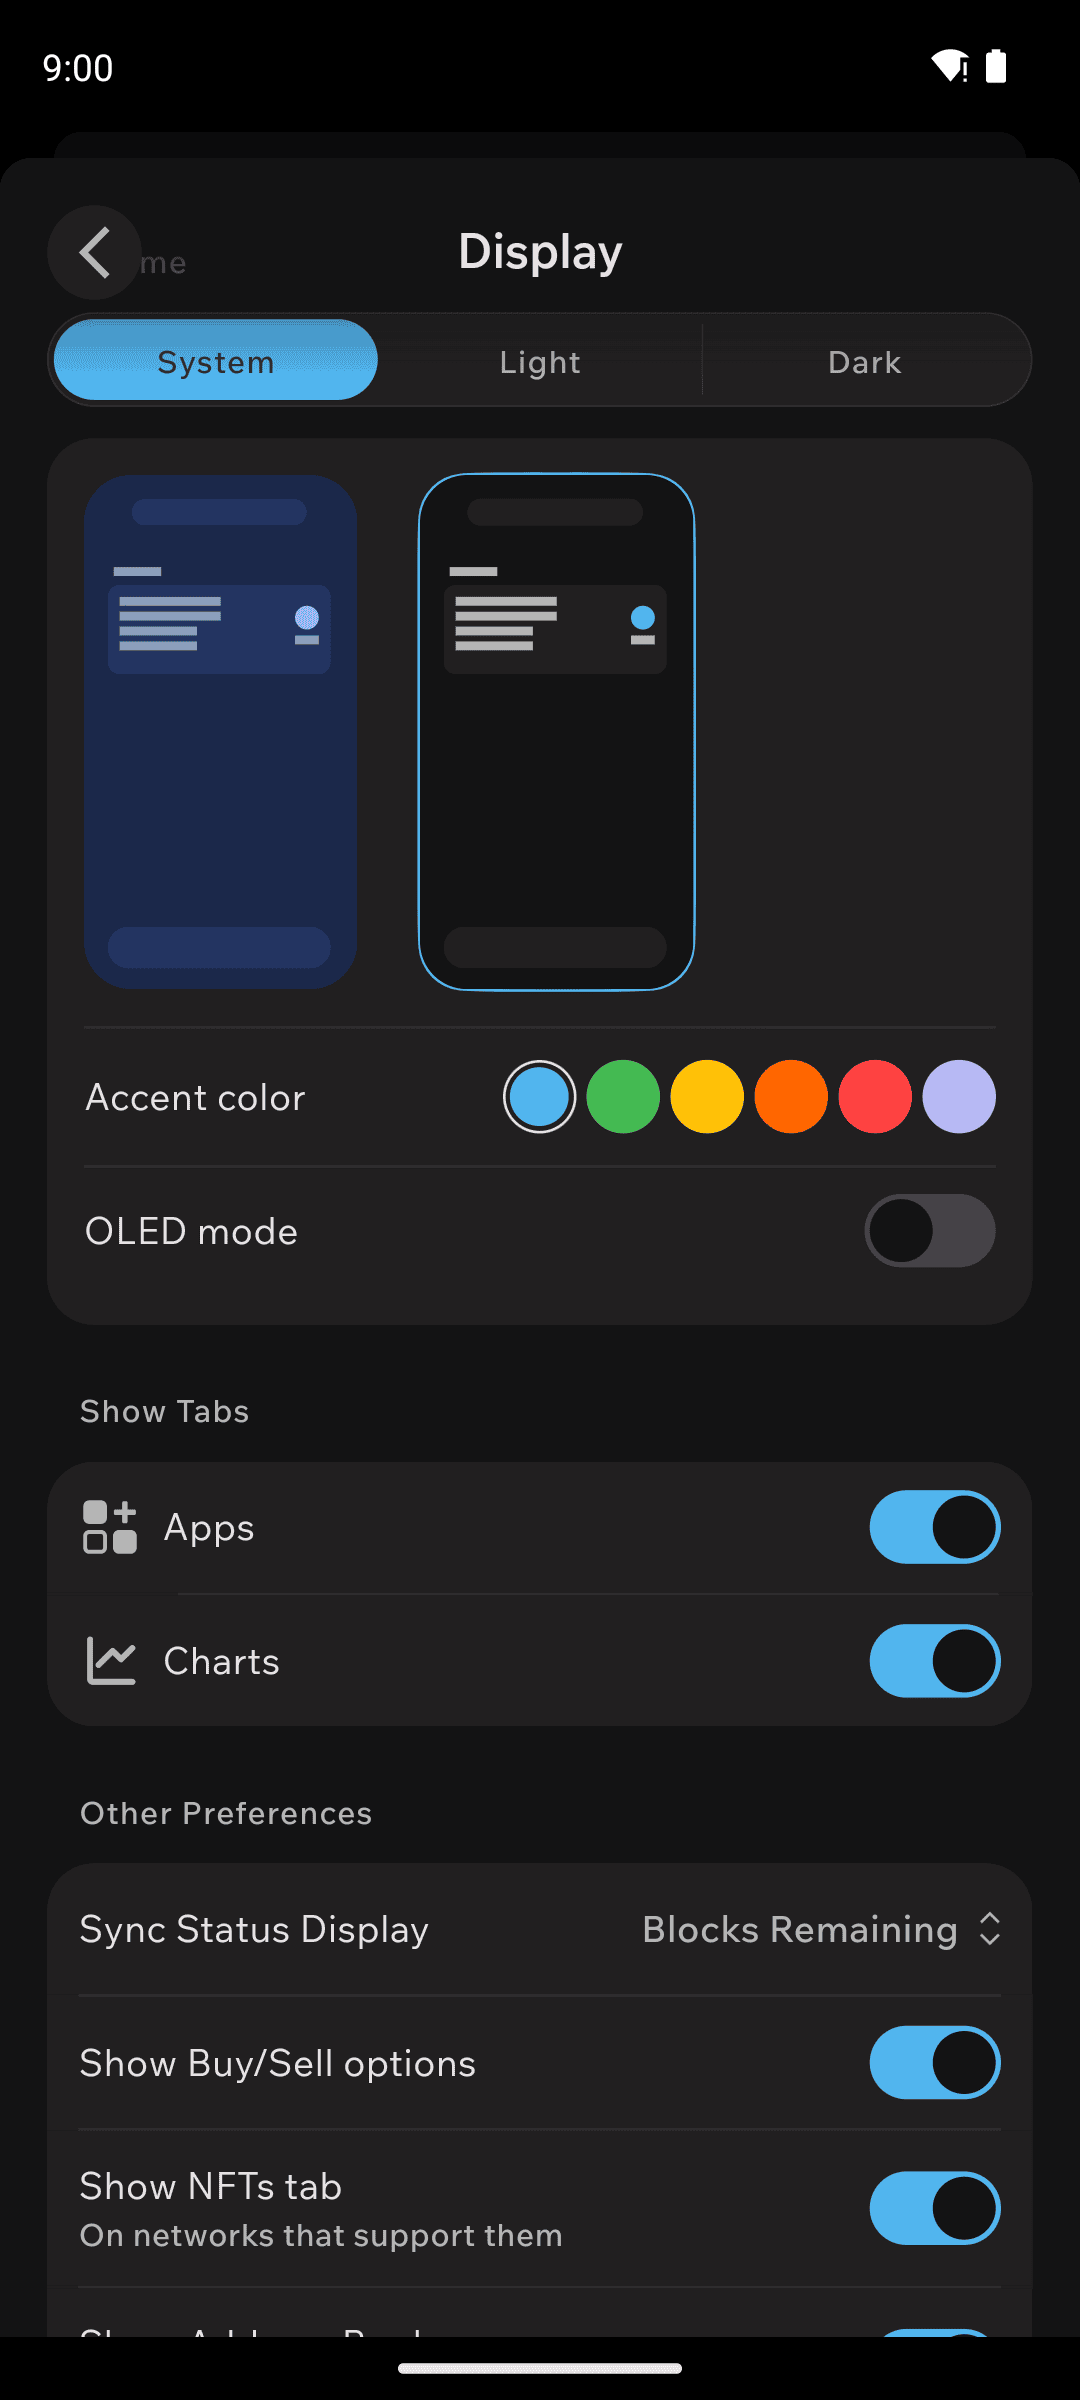 9:00
Display
me
System
Light
Dark
Accent color
OLED mode
Show Tabs
Apps
Charts
Other Preferences
Sync Status Display
Blocks Remaining
Show Buy/Sell options
Show NFTs tab
On networks that support them